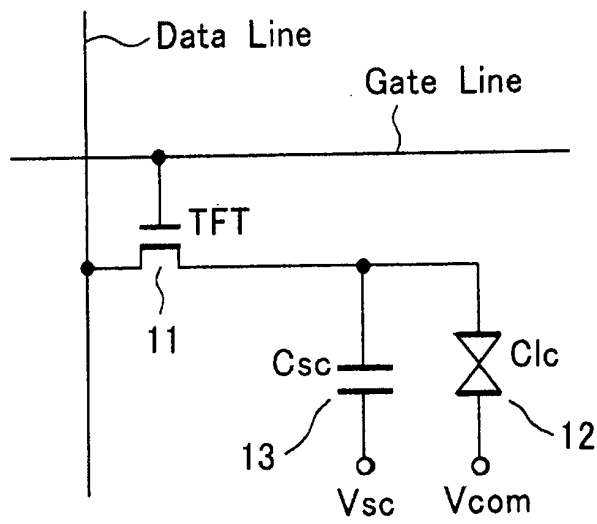 Data Line
Gate Line
TFT
11
Csc
Clc
13
12
Vsc
Vcom